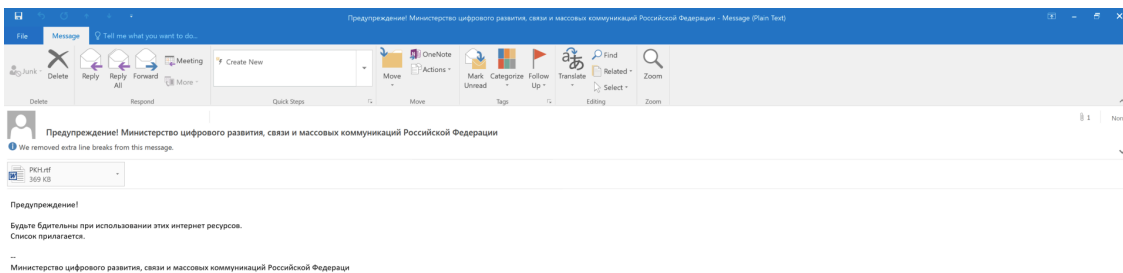 Предупреждение! Министерство цифрового развития, связи и массовых коммуникаций Российской Федерации - Message (Plain Text)
File Message Tell me what you want to do...
Junk Delete Reply Reply All Forward Meeting More Create New Move OneNote Actions Mark Unread Categorize Follow Up Translate Find Related Select Zoom
Delete Respond Quick Steps Move Tags Editing Zoom
Предупреждение! Министерство цифрового развития, связи и массовых коммуникаций Российской Федерации
1 Non
We removed extra line breaks from this message.
РКН.rtf
369 KB
Предупреждение!
Будьте бдительны при использовании этих интернет ресурсов.
Список прилагается.
--
Министерство цифрового развития, связи и массовых коммуникаций Российской Федераци